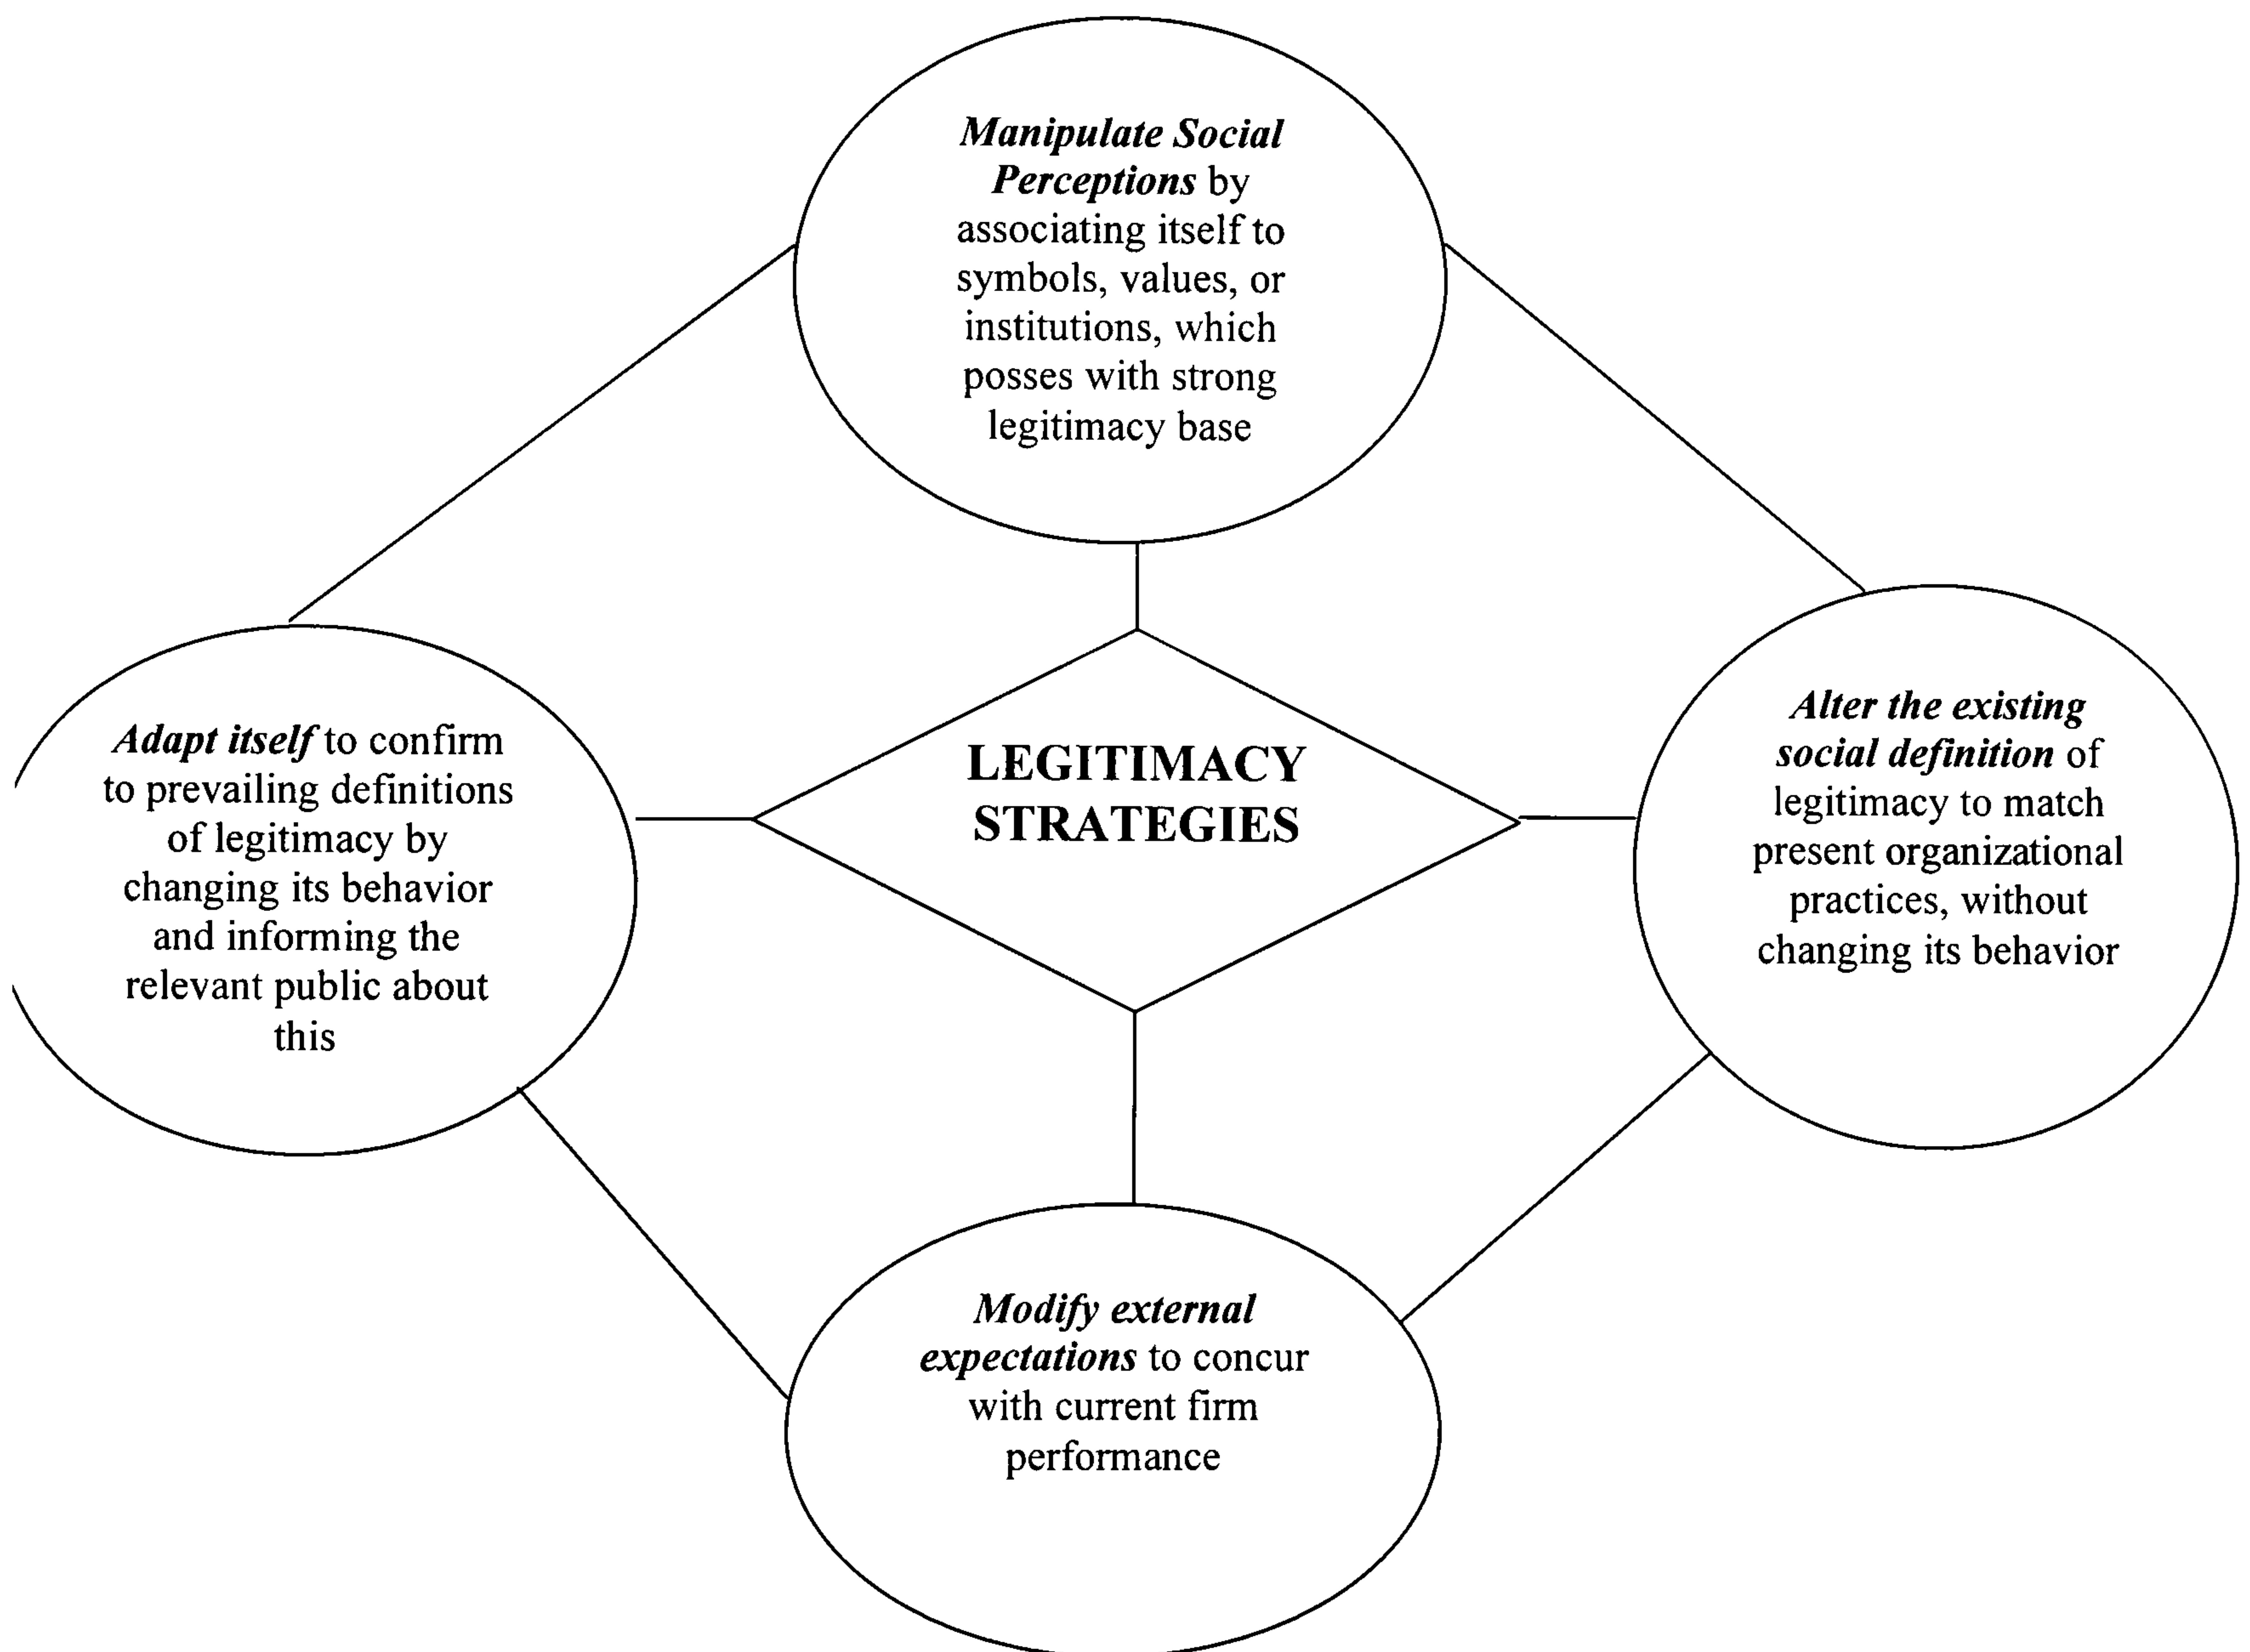 Manipulate Social
Perceptions by
associating itself to
symbols, values, or
institutions, which
posses with strong
legitimacy base
Adapt itself to confirm
to prevailing definitions
of legitimacy by
changing its behavior
and informing the
relevant public about
this
LEGITIMACY
STRATEGIES
Alter the existing
social definition of
legitimacy to match
present organizational
practices, without
changing its behavior
Modify external
expectations to concur
with current firm
performance